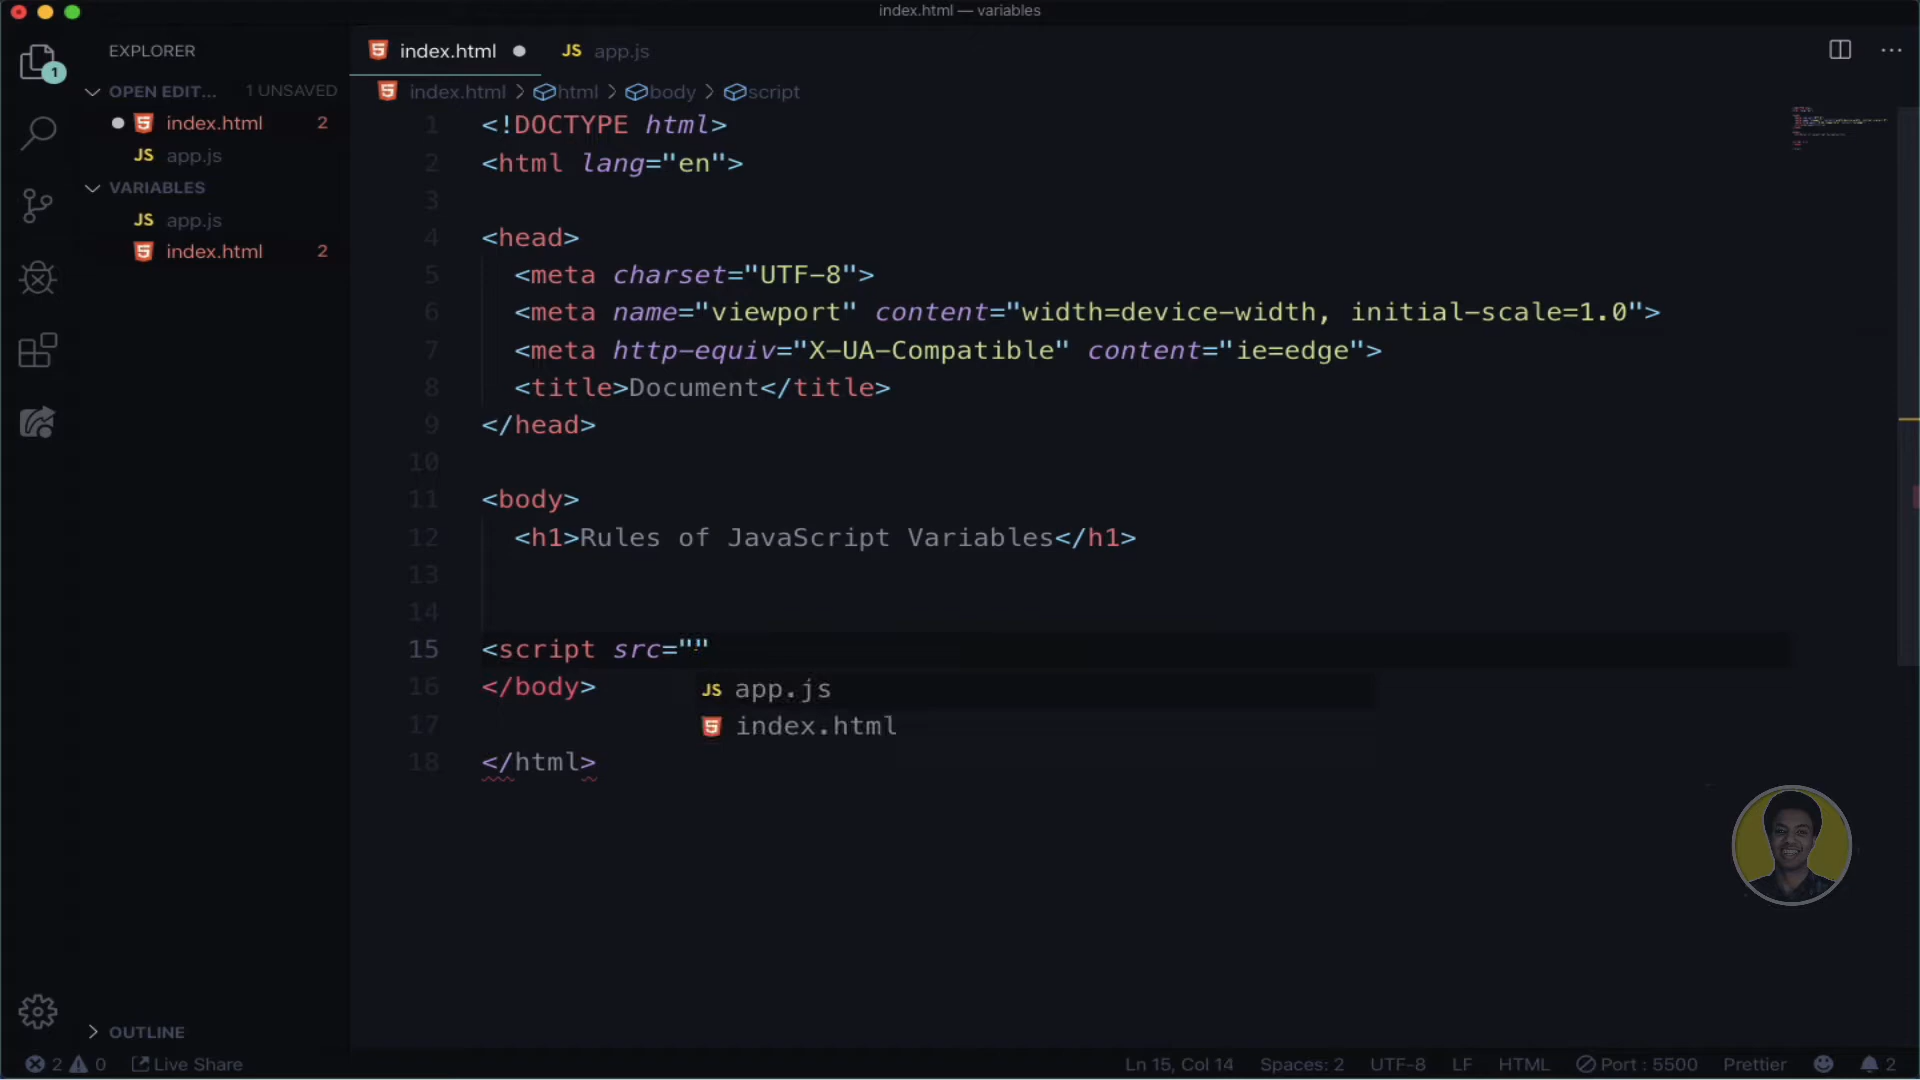 index.html — variables
EXPLORER
OPEN EDIT... 1 UNSAVED
index.html 2
JS app.js
VARIABLES
JS app.js
index.html 2
OUTLINE
1
index.html
JS app.js
index.html > html > body > script
1 <!DOCTYPE html>
2 <html lang="en">
3
4 <head>
5 <meta charset="UTF-8">
6 <meta name="viewport" content="width=device-width, initial-scale=1.0">
7 <meta http-equiv="X-UA-Compatible" content="ie=edge">
8 <title>Document</title>
9 </head>
10
11 <body>
12 <h1>Rules of JavaScript Variables</h1>
13
14
15 <script src=""
16 </body>
JS app.js
17
index.html
18 </html>
2 0 Live Share
Ln 15, Col 14 Spaces: 2 UTF-8 LF HTML Port : 5500 Prettier 2